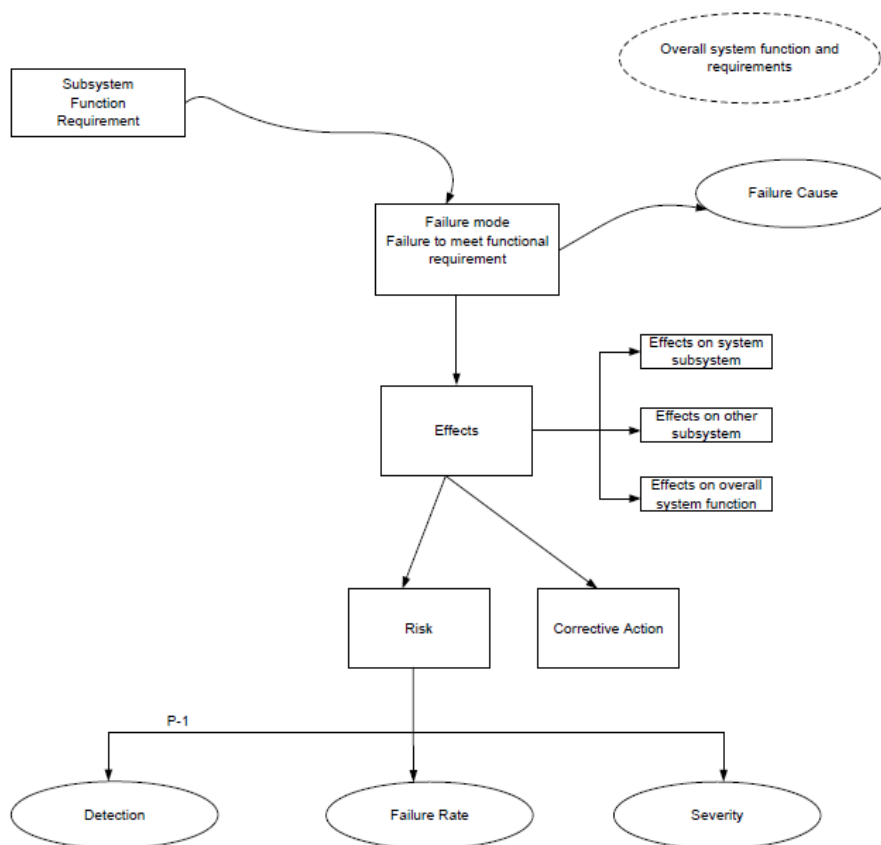 Overall system function and
requirements
Subsystem
Function
Requirement
Failure Cause
Failure mode
Failure to meet functional
requirement
Effects on system
subsystem
Effects
Effects on other
subsystem
Effects on overall
system function
Risk
Corrective Action
P-1
Detection
Failure Rate
Severity